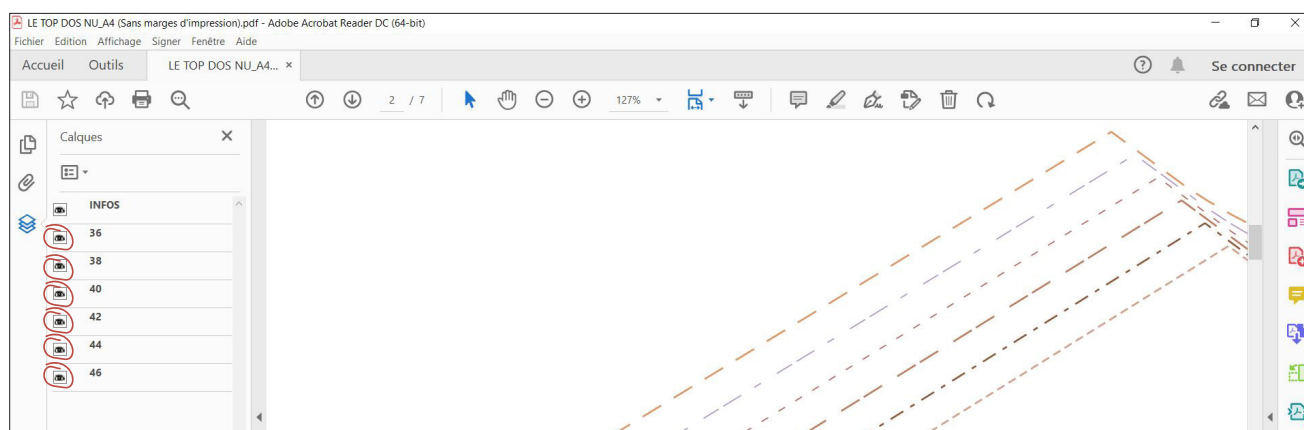 LE TOP DOS NU_A4 (Sans marges d'impression).pdf - Adobe Acrobat Reader DC (64-bit)
Fichier Edition Affichage Signer Fenêtre Aide
Accueil Outils LE TOP DOS NU_A4... × Se connecter
2 / 7 127%
Calques
INFOS
36
38
40
42
44
46